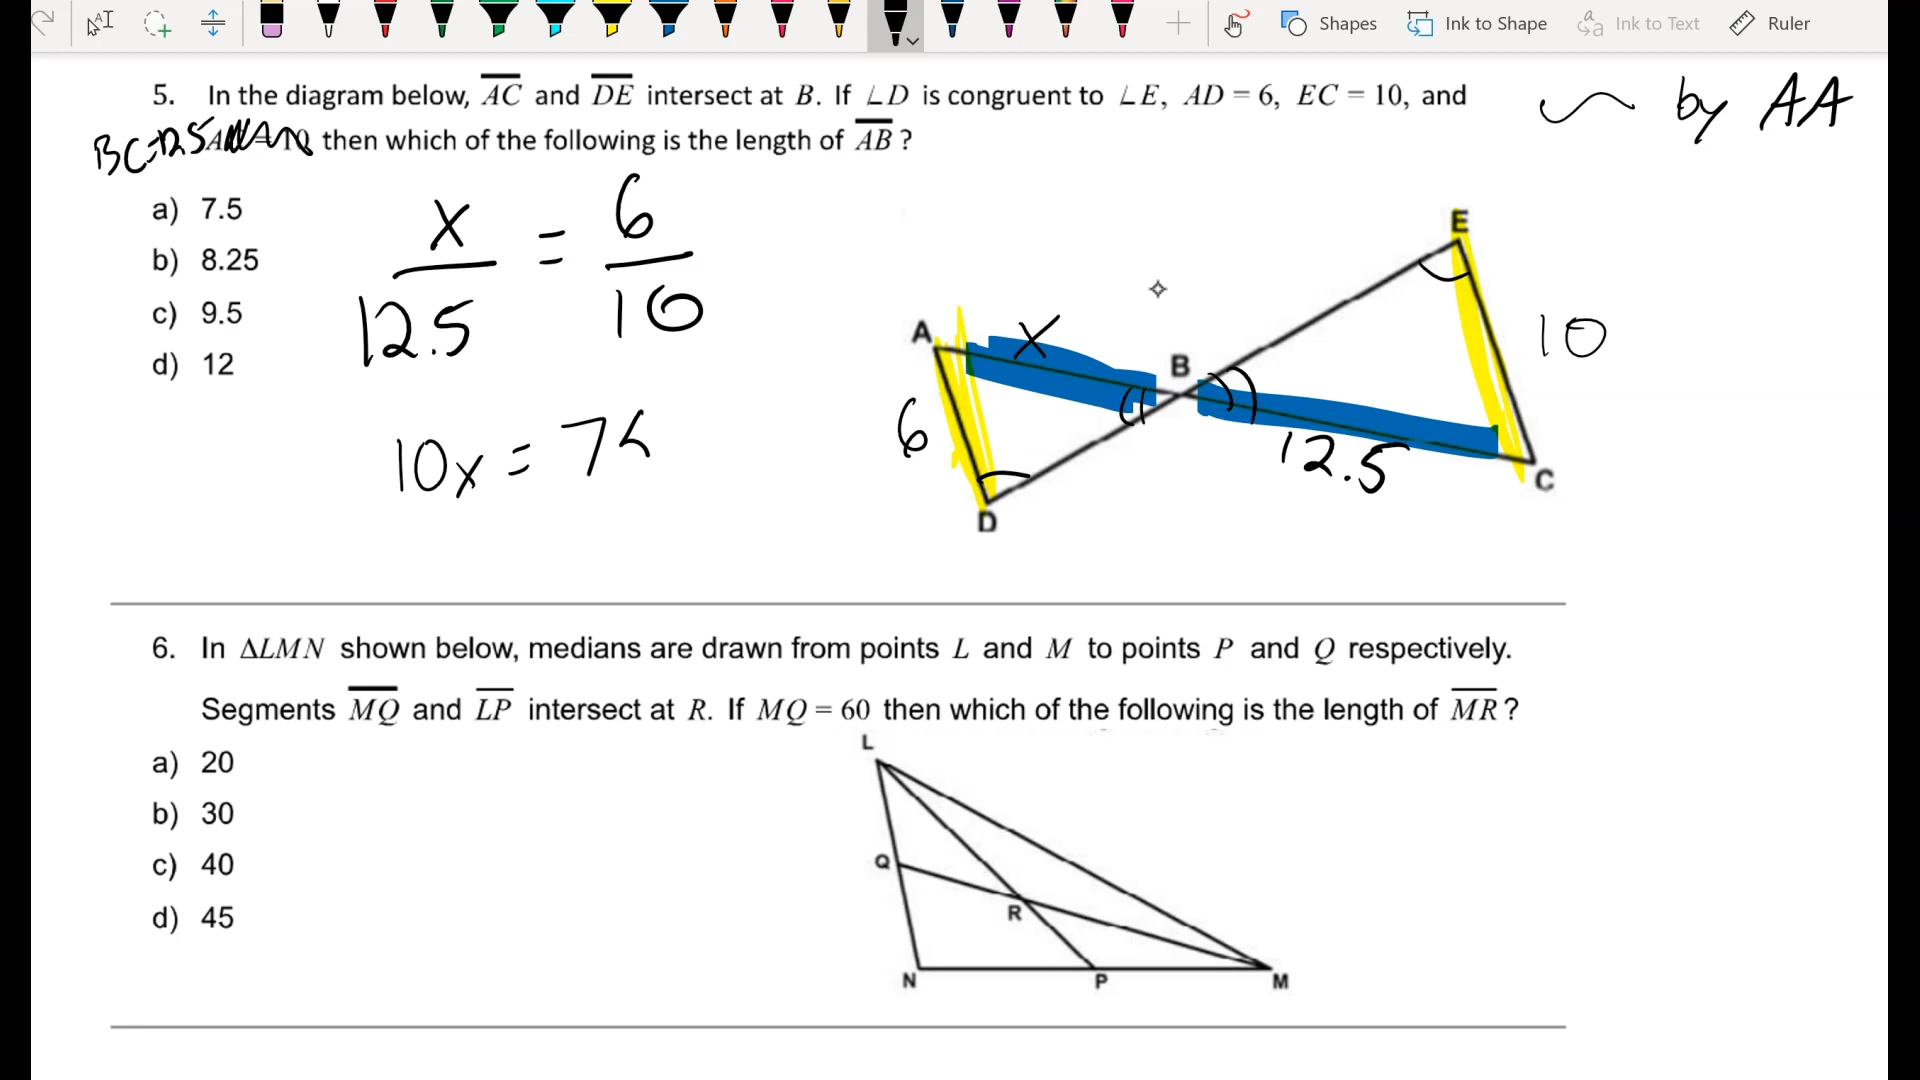 Shapes Ink to Shape Ink to Text Ruler
5. In the diagram below, AC and DE intersect at B. If ∠D is congruent to ∠E, AD = 6, EC = 10, and
by AA
BC=12.5 then which of the following is the length of AB ?
a) 7.5
b) 8.25
c) 9.5
d) 12
x = 6
12.5 10
10x = 7
E
A x B 10
6 12.5
C
D
6. In ΔLMN shown below, medians are drawn from points L and M to points P and Q respectively.
Segments MQ and LP intersect at R. If MQ = 60 then which of the following is the length of MR ?
a) 20
b) 30
c) 40
d) 45
L
Q
R
N P M